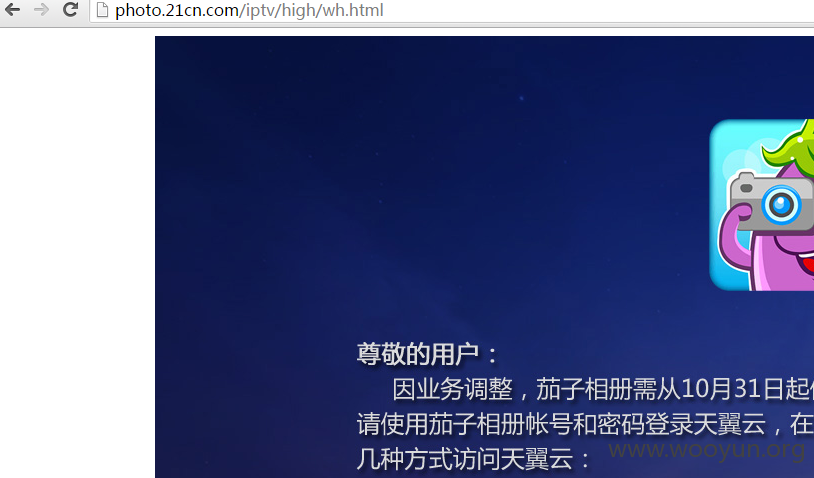 photo.21cn.com/iptv/high/wh.html
尊敬的用户：
因业务调整，茄子相册需从10月31日起
请使用茄子相册帐号和密码登录天翼云，在
几种方式访问天翼云：
www.wooyun.org